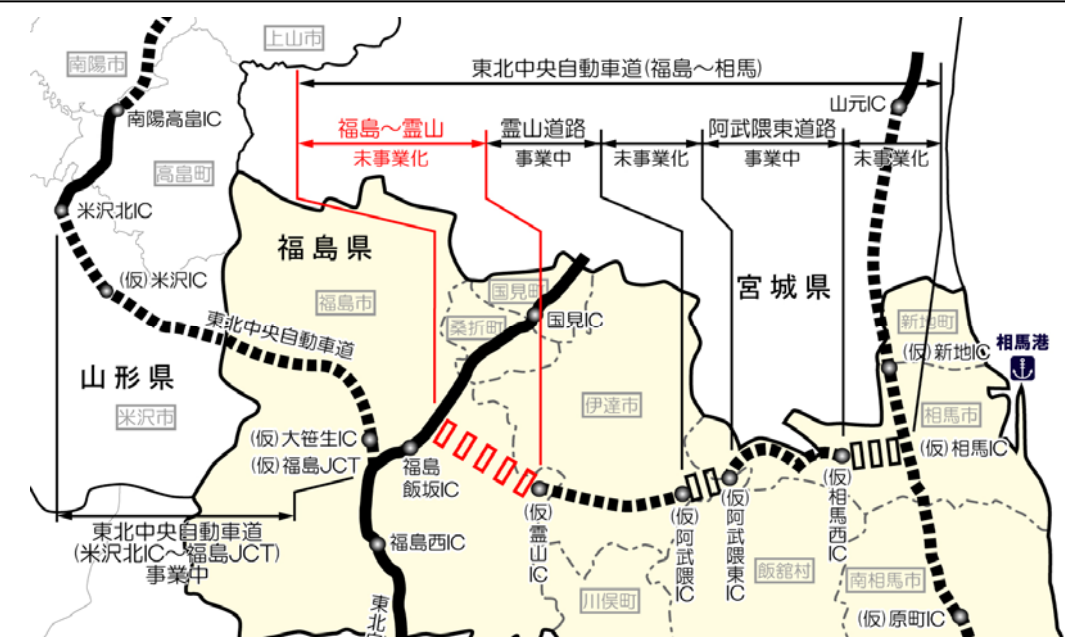 上山市
南陽市
東北中央自動車道(福島～相馬)
山元IC
南陽高畠IC
福島～霊山
未事業化
霊山道路
事業中
未事業化
阿武隈東道路
事業中
未事業化
高畠町
米沢北IC
福島県
宮城県
(仮)米沢IC
福島市
国見町
国見IC
桑折町
東北中央自動車道
新地町
(仮)新地IC
相馬港
山形県
米沢市
伊達市
相馬市
(仮)相馬IC
(仮)大笹生IC
(仮)福島JCT
福島
飯坂IC
(仮)霊山IC
(仮)阿武隈IC
(仮)阿武隈東IC
(仮)相馬西IC
東北中央自動車道
(米沢北IC～福島JCT)
事業中
福島西IC
飯舘村
南相馬市
川俣町
(仮)原町IC
東北